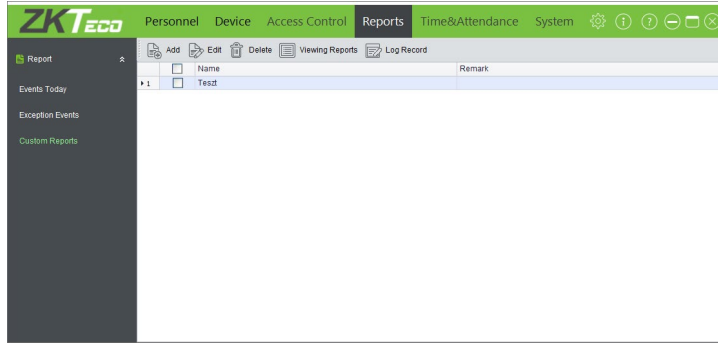 ZKTeco Personnel Device Access Control Reports Time&Attendance System
Report
Add Edit Delete Viewing Reports Log Record
Name Remark
1 Teszt
Events Today
Exception Events
Custom Reports